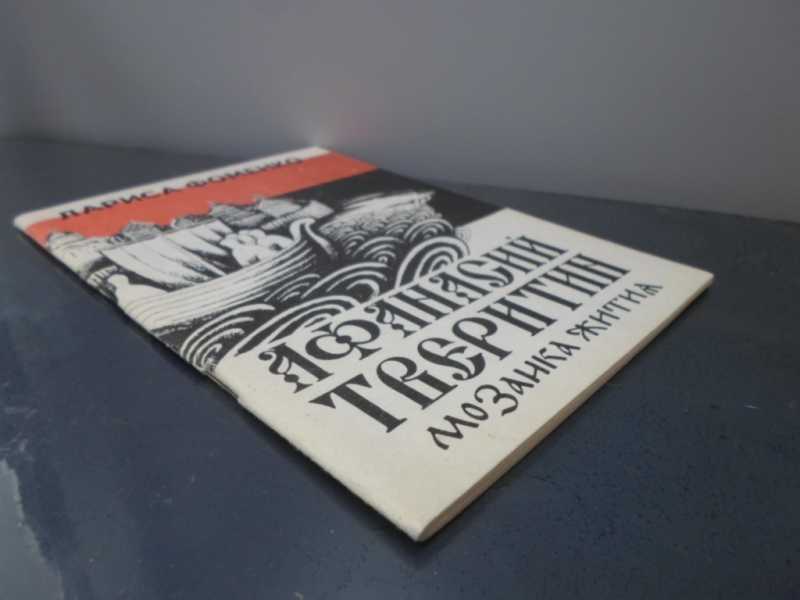 ЛАРИСА ФОМЕНКО
АФАНАСИЙ
ТВЕРИТИН
МОЗАИКА ЖИТИЯ